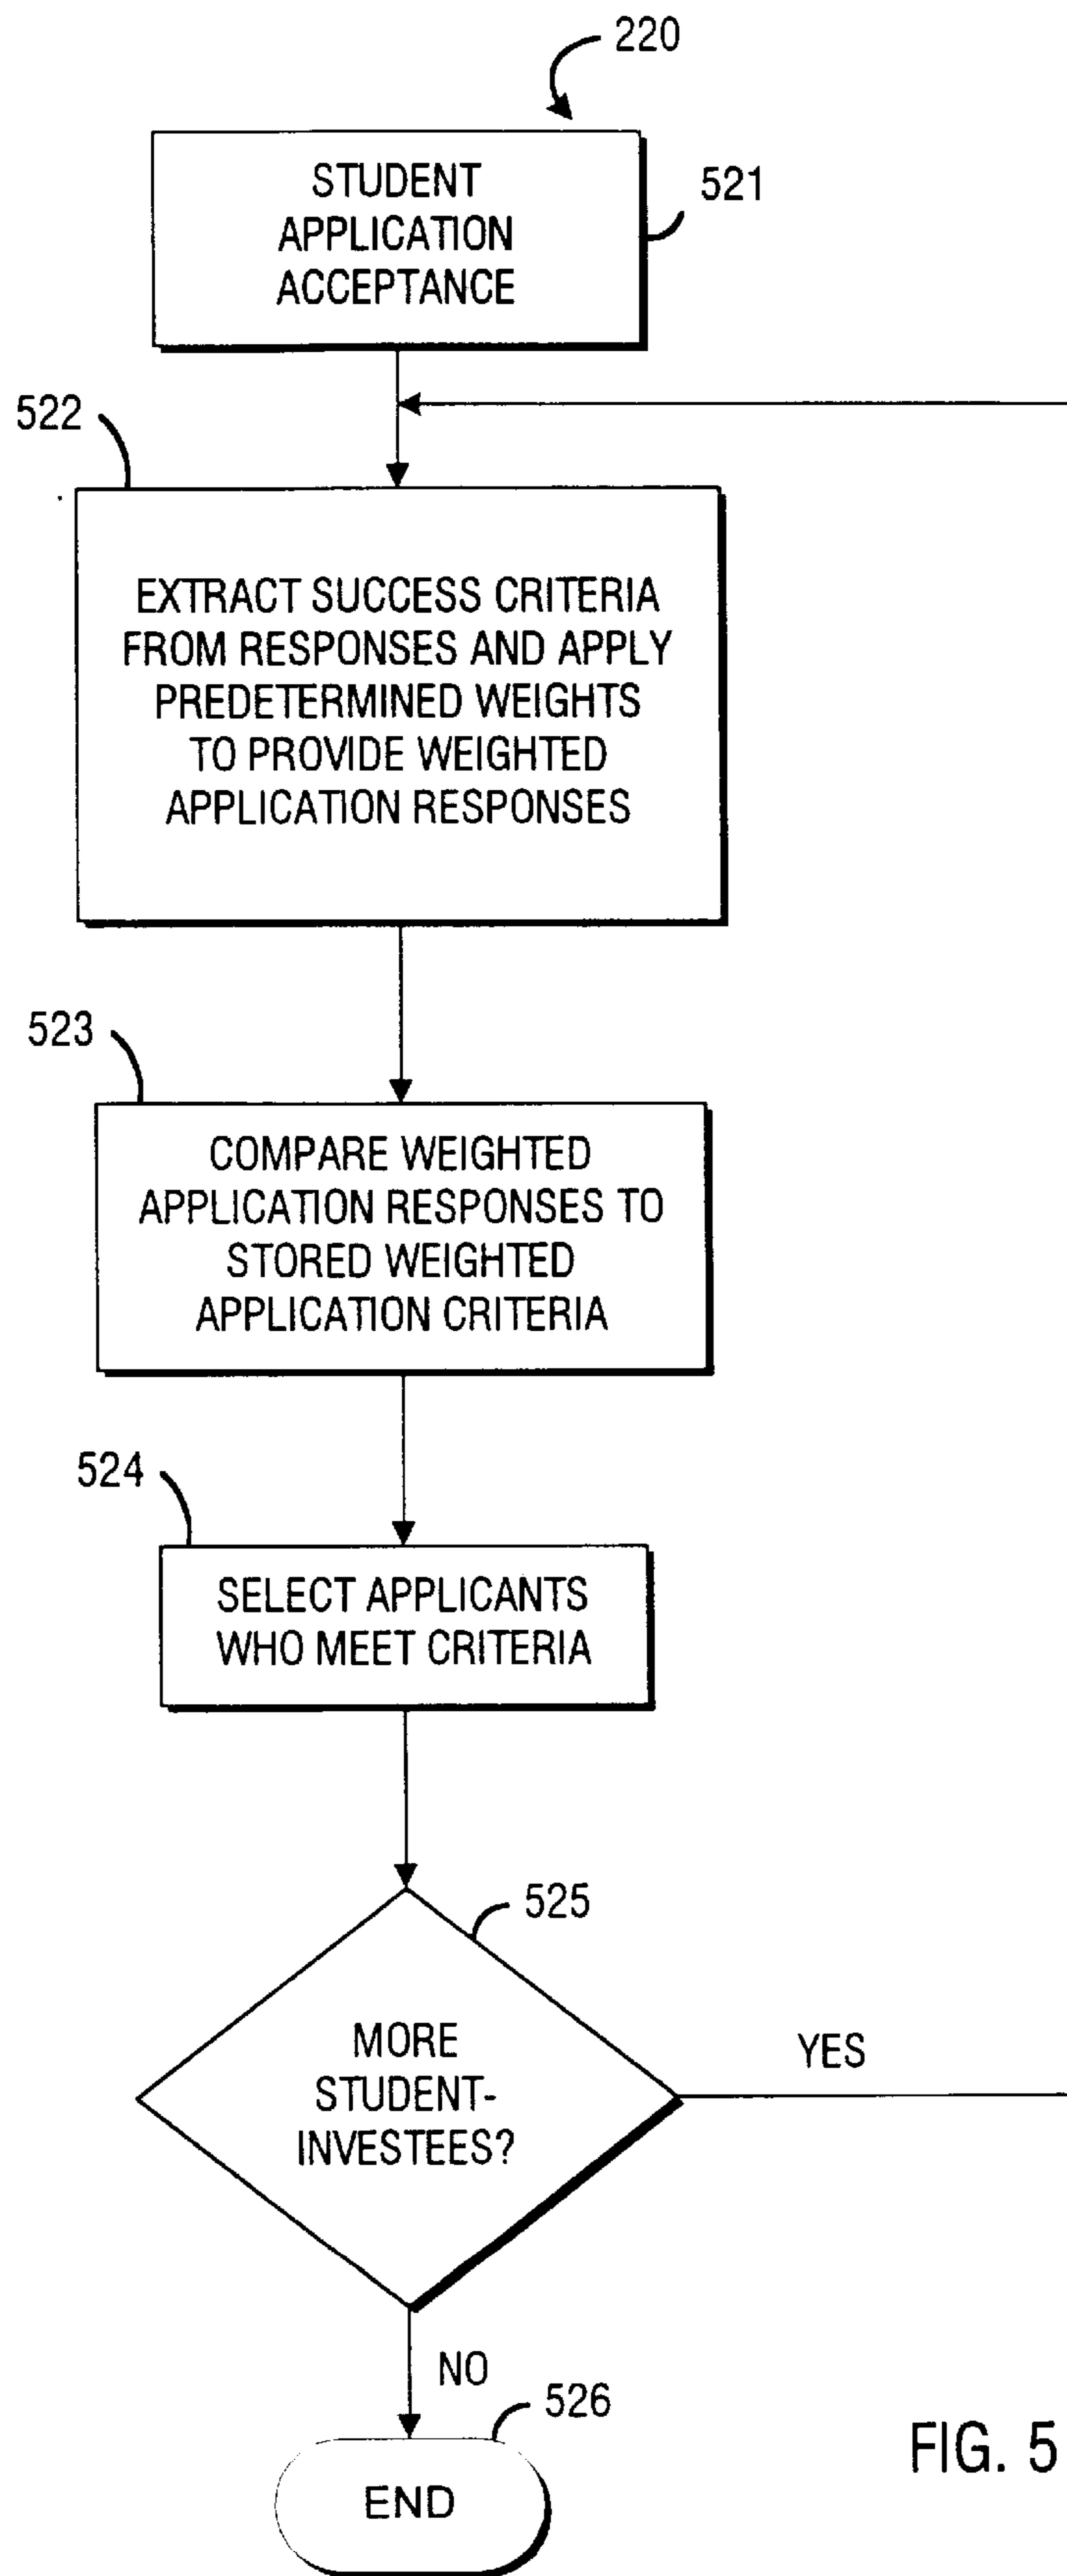 220
STUDENT
APPLICATION
ACCEPTANCE
521
522
EXTRACT SUCCESS CRITERIA
FROM RESPONSES AND APPLY
PREDETERMINED WEIGHTS
TO PROVIDE WEIGHTED
APPLICATION RESPONSES
523
COMPARE WEIGHTED
APPLICATION RESPONSES TO
STORED WEIGHTED
APPLICATION CRITERIA
524
SELECT APPLICANTS
WHO MEET CRITERIA
525
MORE
STUDENT-
INVESTEES?
YES
NO
526
END
FIG. 5